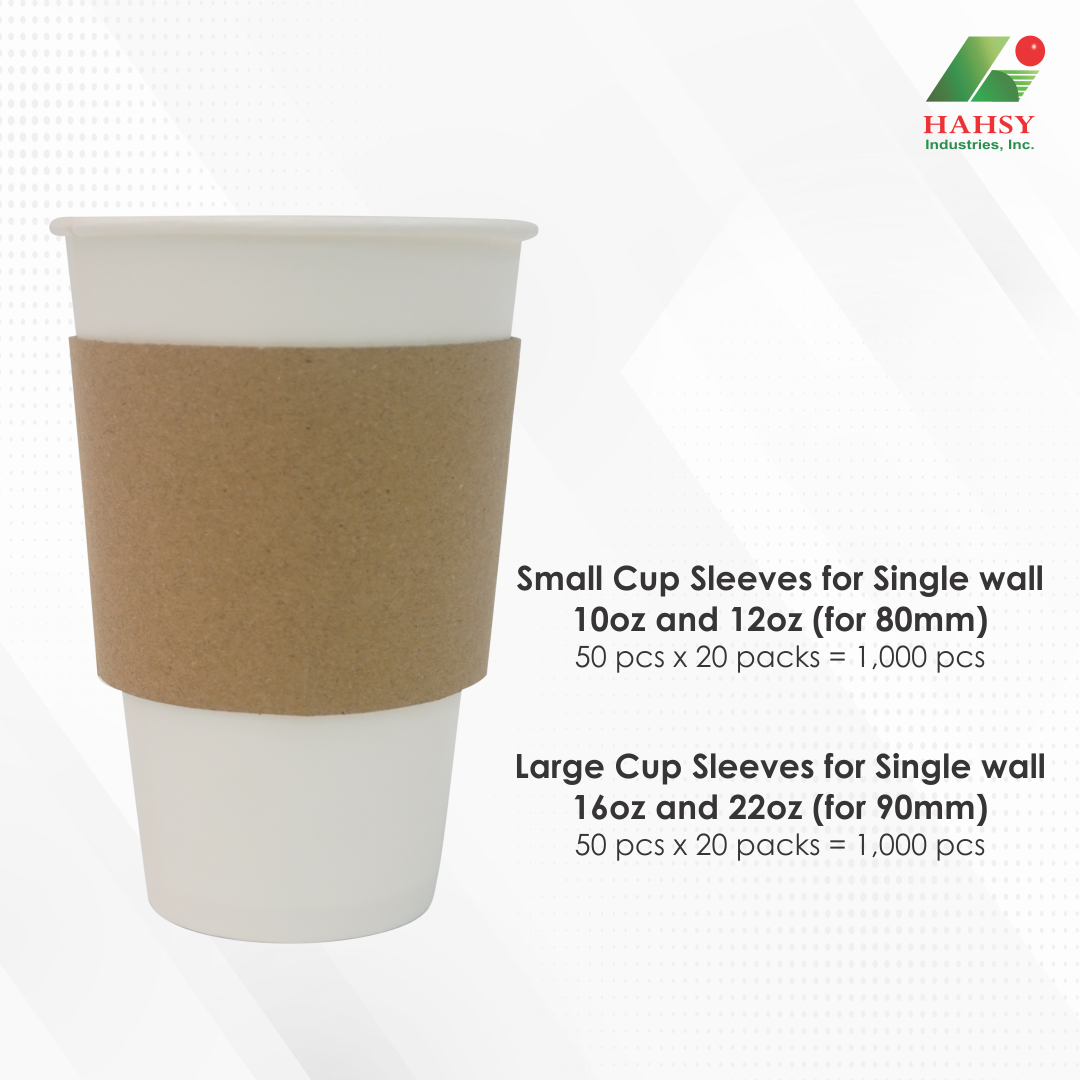 HAHSY
Industries, Inc.
Small Cup Sleeves for Single wall
10oz and 12oz (for 80mm)
50 pcs x 20 packs = 1,000 pcs
Large Cup Sleeves for Single wall
16oz and 22oz (for 90mm)
50 pcs x 20 packs = 1,000 pcs